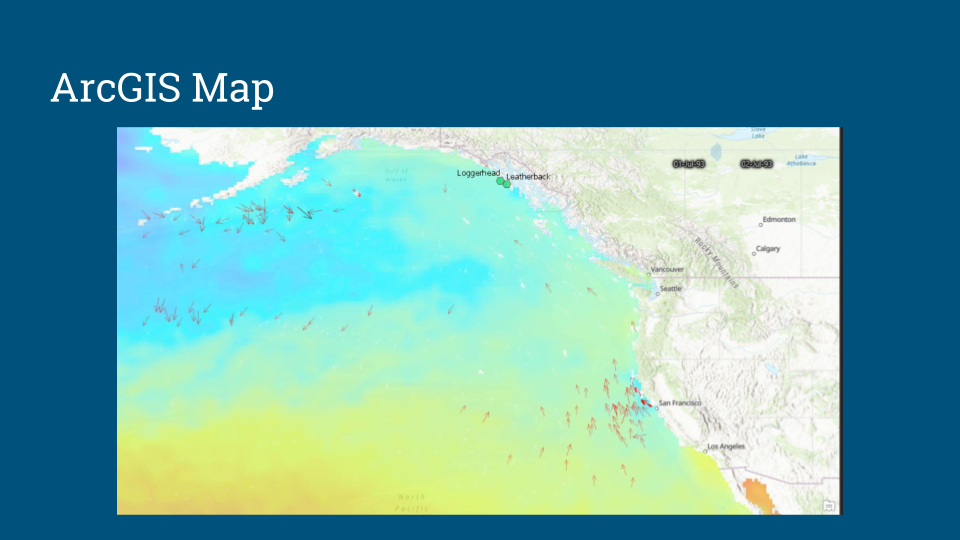 ArcGIS Map
Slave
Lake
01-Jul-93
02-Jul-93
Lake
Athabasca
Gulf of
Alaska
Loggerhead
Leatherback
Edmonton
Calgary
Rocky Mountains
Vancouver
Seattle
San Francisco
Los Angeles
North
Pacific